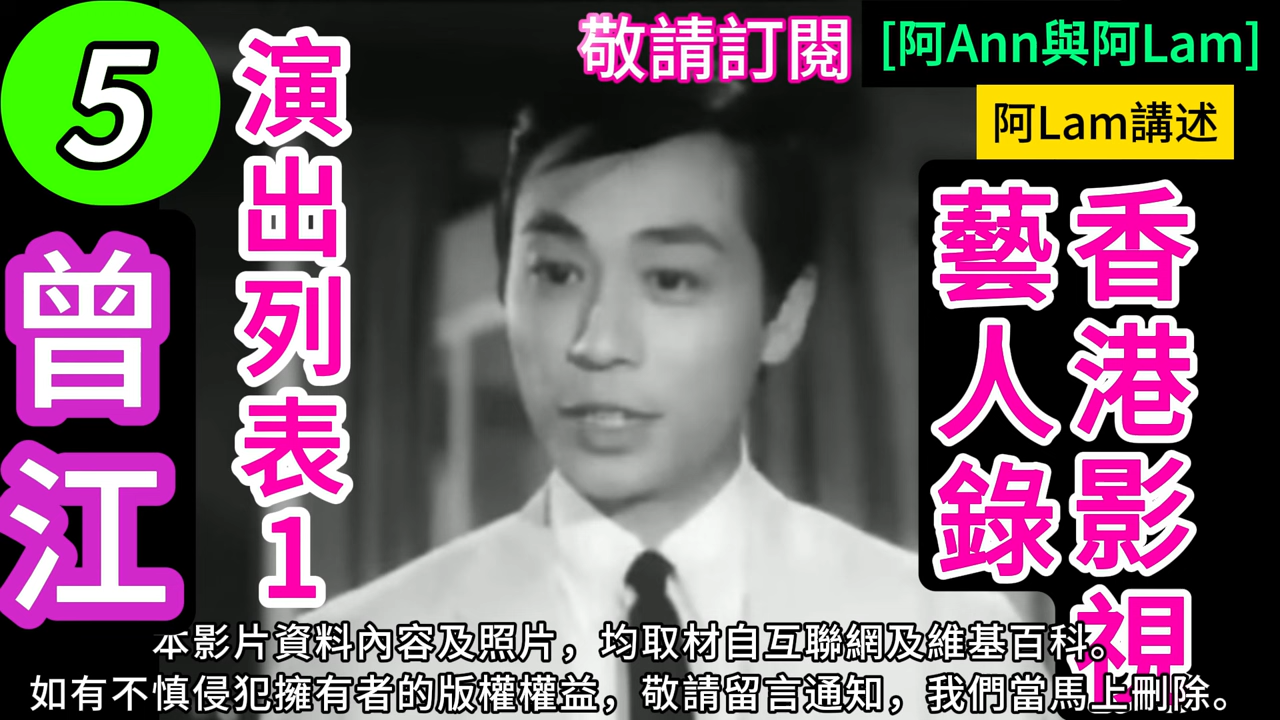 5
曾江
演出列表1
敬請訂閱
[阿Ann與阿Lam]
阿Lam講述
香港影視
藝人錄
本影片資料內容及照片，均取材自互聯網及維基百科。
如有不慎侵犯擁有者的版權權益，敬請留言通知，我們當馬上刪除。